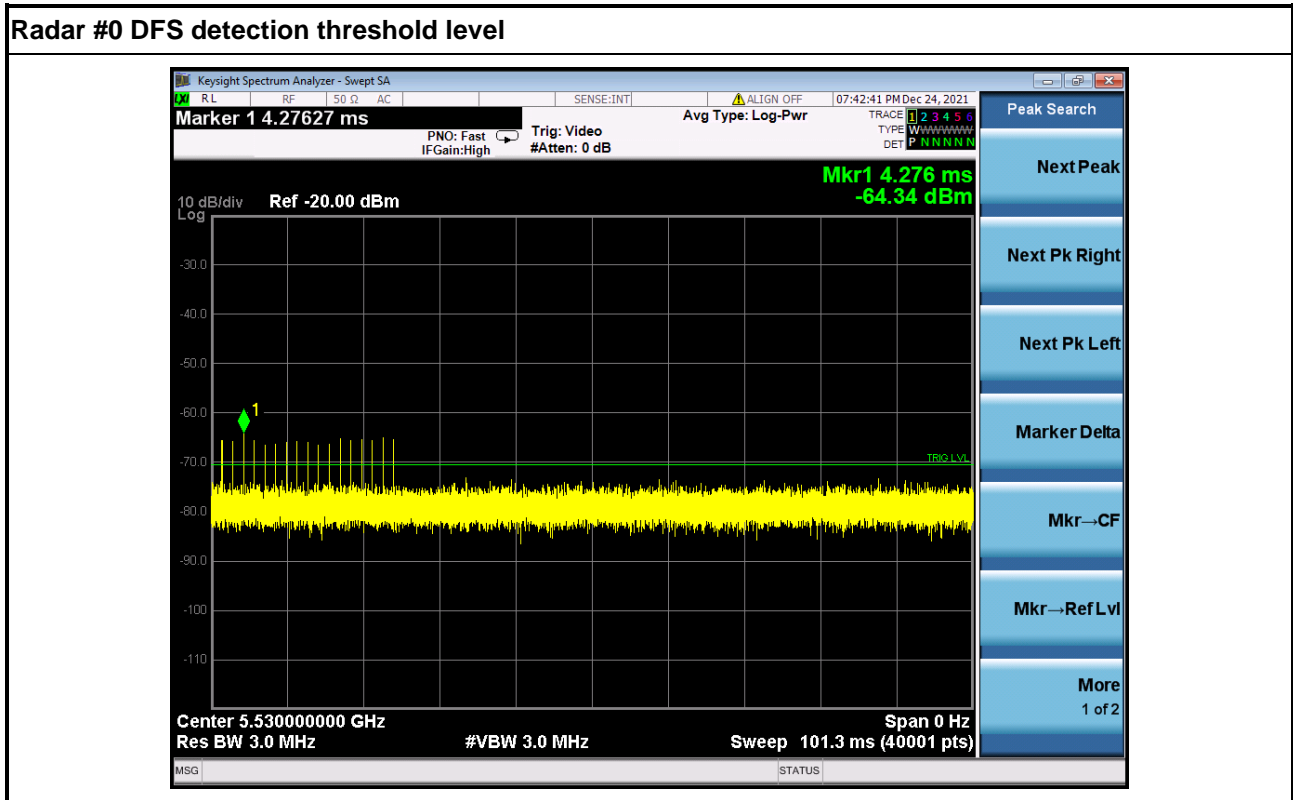 Radar #0 DFS detection threshold level
Keysight Spectrum Analyzer - Swept SA
LXI RL RF 50 Ω AC SENSE:INT ALIGN OFF 07:42:41 PM Dec 24, 2021
Marker 1 4.27627 ms
PNO: Fast
IFGain:High
Trig: Video
#Atten: 0 dB
Avg Type: Log-Pwr
TRACE 1 2 3 4 5 6
TYPE WWWWWW
DET P N N N N N
Mkr1 4.276 ms
-64.34 dBm
10 dB/div Ref -20.00 dBm
Log
-30.0
-40.0
-50.0
-60.0
1
-70.0
TRIG LVL
-80.0
-90.0
-100
-110
Center 5.530000000 GHz Span 0 Hz
Res BW 3.0 MHz #VBW 3.0 MHz Sweep 101.3 ms (40001 pts)
MSG STATUS
Peak Search
Next Peak
Next Pk Right
Next Pk Left
Marker Delta
Mkr→CF
Mkr→Ref Lvl
More
1 of 2